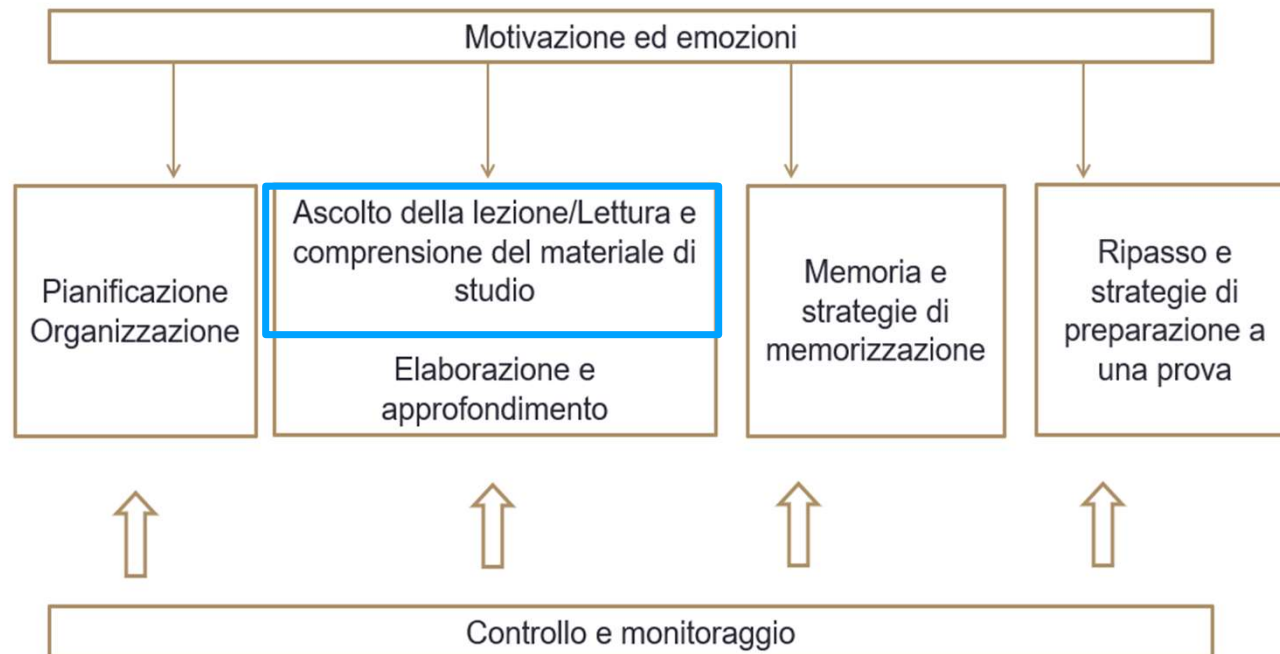 Motivazione ed emozioni
Pianificazione
Organizzazione
Ascolto della lezione/Lettura e
comprensione del materiale di
studio
Elaborazione e
approfondimento
Memoria e
strategie di
memorizzazione
Ripasso e
strategie di
preparazione a
una prova
Controllo e monitoraggio